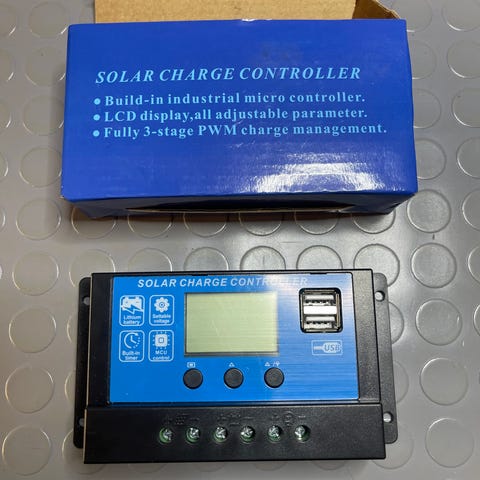 SOLAR CHARGE CONTROLLER
● Build-in industrial micro controller.
● LCD display,all adjustable parameter.
● Fully 3-stage PWM charge management.
SOLAR CHARGE CONTROLLER
Lithium battery
Settable voltage
Built-in timer
MCU control
USB